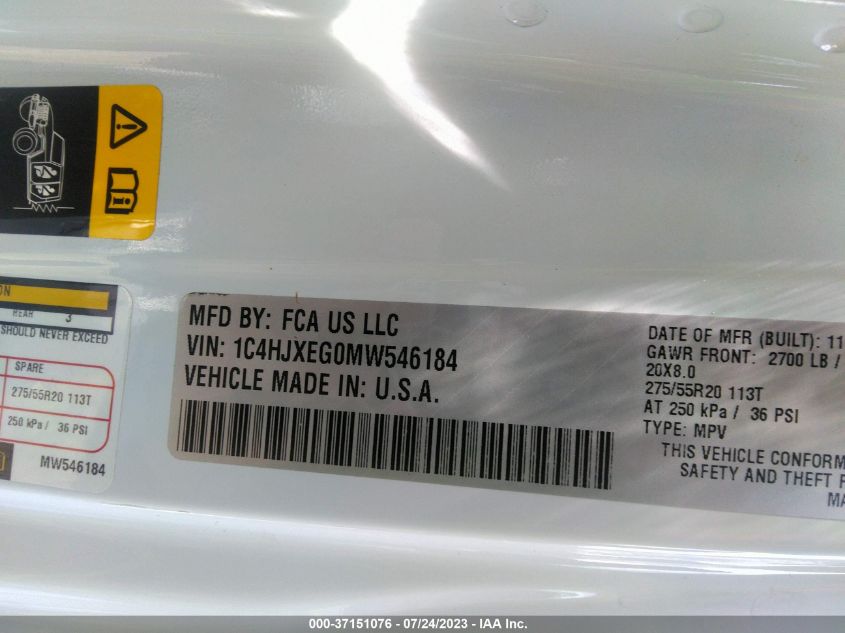 ON
REAR 3
SHOULD NEVER EXCEED
SPARE
275/55R20 113T
250 kPa / 36 PSI
MW546184
MFD BY: FCA US LLC
VIN: 1C4HJXEG0MW546184
VEHICLE MADE IN: U.S.A.
DATE OF MFR (BUILT): 11
GAWR FRONT: 2700 LB /
20X8.0
275/55R20 113T
AT 250 kPa / 36 PSI
TYPE: MPV
THIS VEHICLE CONFORM
SAFETY AND THEFT P
MA
000-37151076 - 07/24/2023 - IAA Inc.